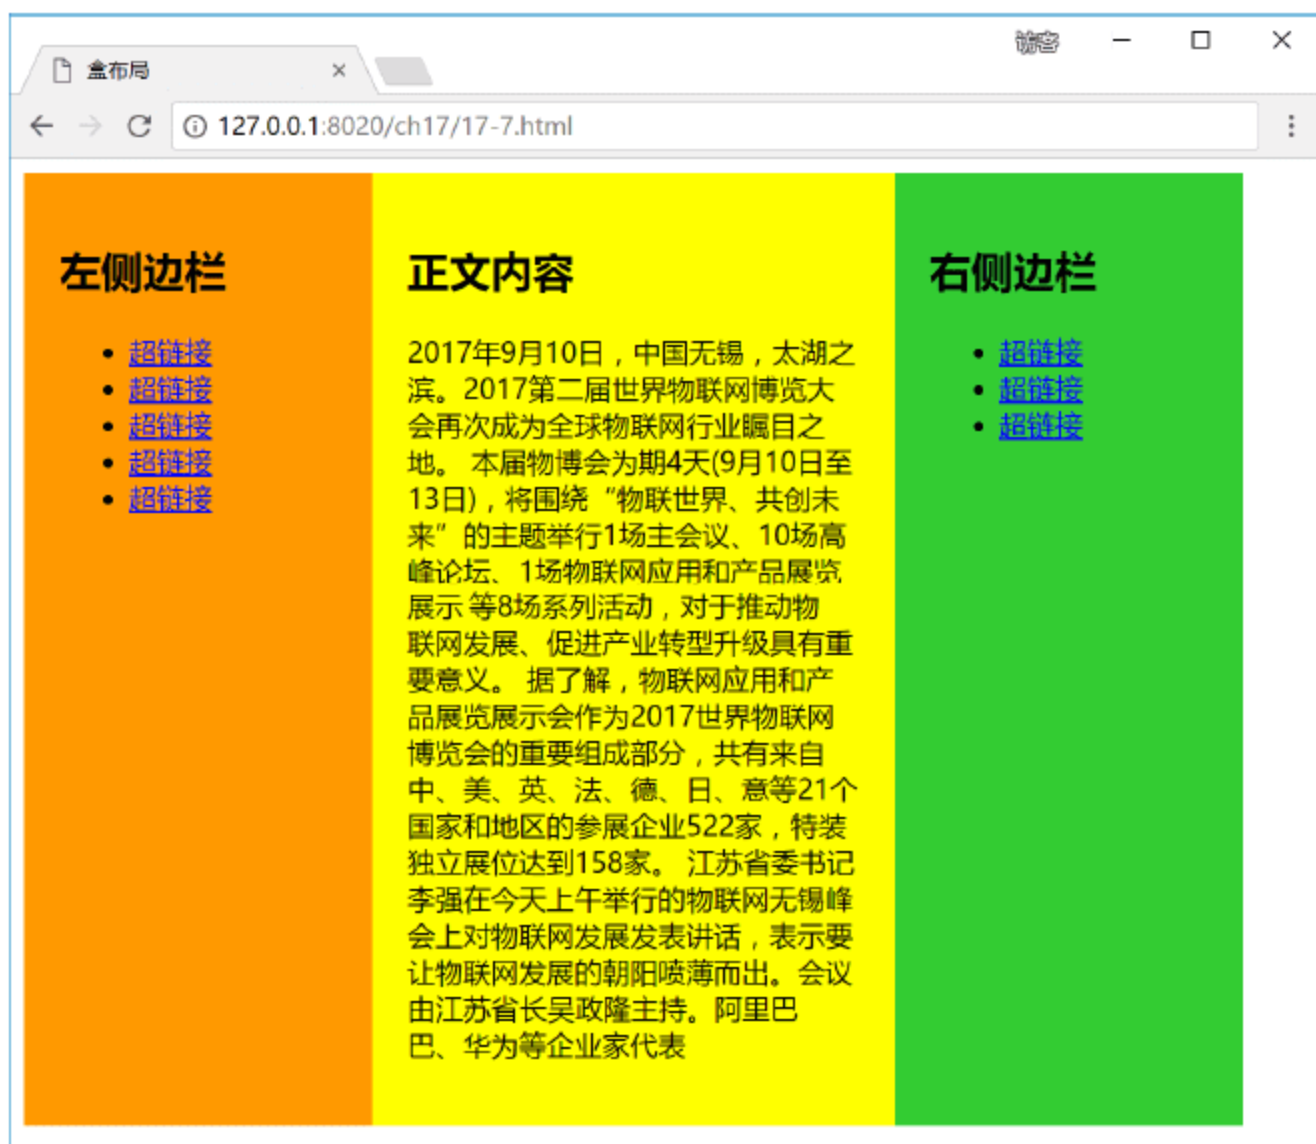 访客
盒布局
127.0.0.1:8020/ch17/17-7.html
左侧边栏
超链接
超链接
超链接
超链接
超链接
正文内容
2017年9月10日，中国无锡，太湖之
滨。2017第二届世界物联网博览大
会再次成为全球物联网行业瞩目之
地。 本届物博会为期4天(9月10日至
13日)，将围绕“物联世界、共创未
来”的主题举行1场主会议、10场高
峰论坛、1场物联网应用和产品展览
展示 等8场系列活动，对于推动物
联网发展、促进产业转型升级具有重
要意义。 据了解，物联网应用和产
品展览展示会作为2017世界物联网
博览会的重要组成部分，共有来自
中、美、英、法、德、日、意等21个
国家和地区的参展企业522家，特装
独立展位达到158家。 江苏省委书记
李强在今天上午举行的物联网无锡峰
会上对物联网发展发表讲话，表示要
让物联网发展的朝阳喷薄而出。会议
由江苏省长吴政隆主持。阿里巴
巴、华为等企业家代表
右侧边栏
超链接
超链接
超链接